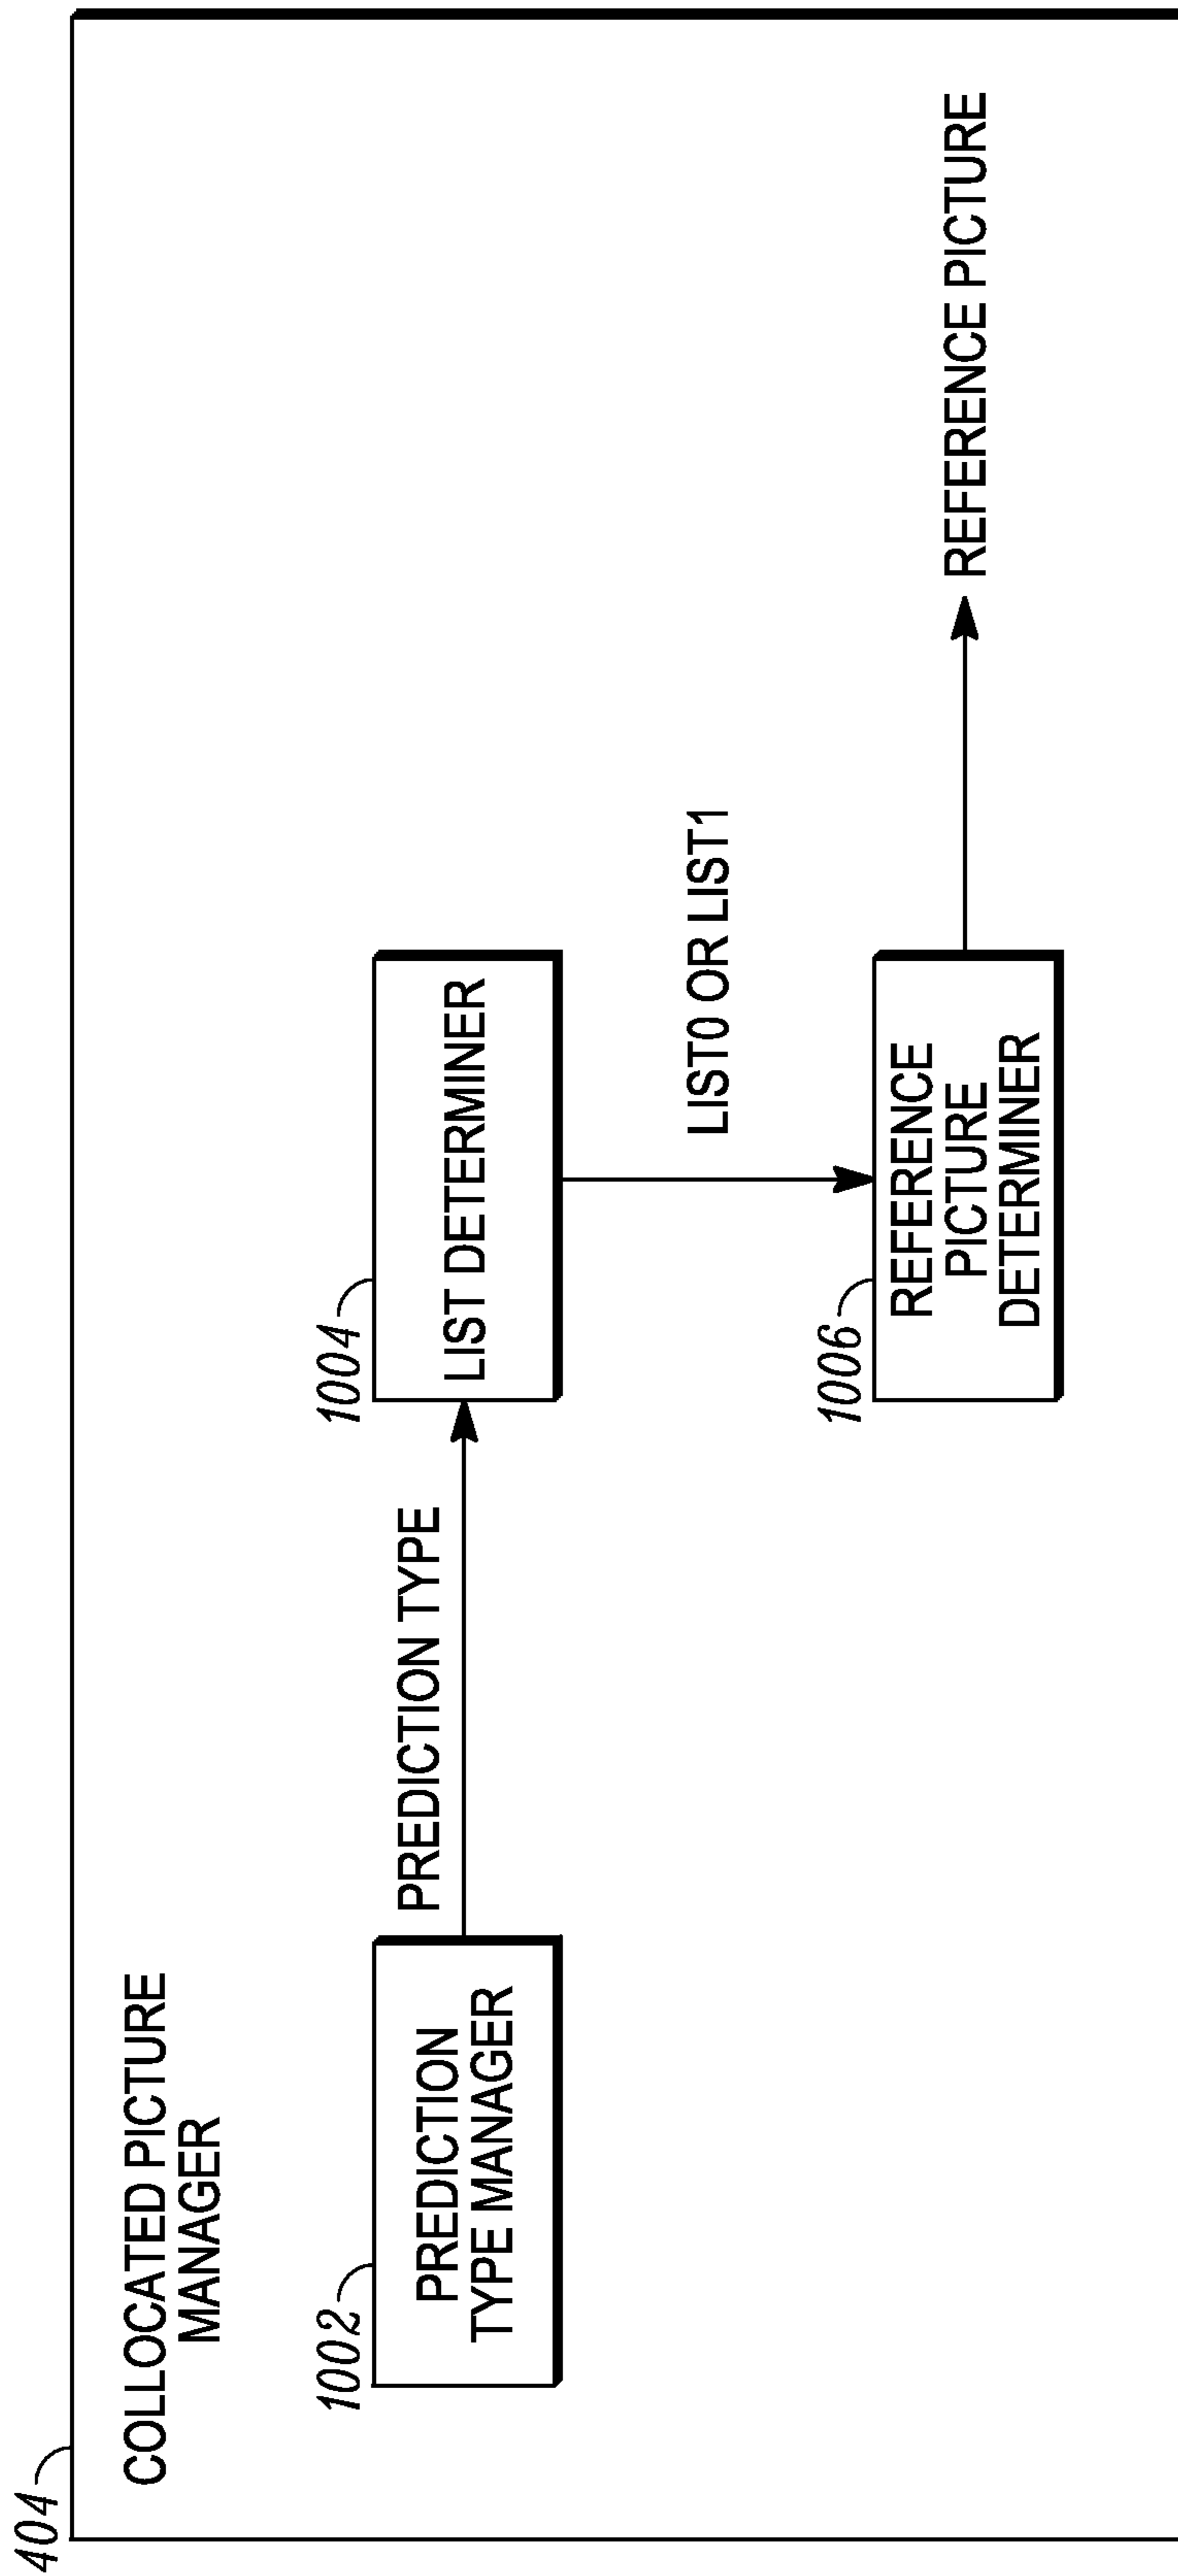 404
COLLOCATED PICTURE
MANAGER
1002
PREDICTION
TYPE MANAGER
PREDICTION TYPE
1004
LIST DETERMINER
LIST0 OR LIST1
1006
REFERENCE
PICTURE
DETERMINER
REFERENCE PICTURE